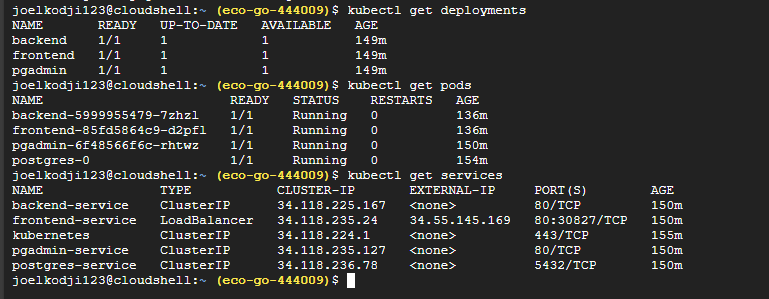 joelkodji123@cloudshell:~ (eco-go-444009)$ kubectl get deployments
NAME READY UP-TO-DATE AVAILABLE AGE
backend 1/1 1 1 149m
frontend 1/1 1 1 149m
pgadmin 1/1 1 1 149m
joelkodji123@cloudshell:~ (eco-go-444009)$ kubectl get pods
NAME READY STATUS RESTARTS AGE
backend-5999955479-7zhzl 1/1 Running 0 136m
frontend-85fd5864c9-d2pfl 1/1 Running 0 136m
pgadmin-6f48566f6c-rhtwz 1/1 Running 0 150m
postgres-0 1/1 Running 0 154m
joelkodji123@cloudshell:~ (eco-go-444009)$ kubectl get services
NAME TYPE CLUSTER-IP EXTERNAL-IP PORT(S) AGE
backend-service ClusterIP 34.118.225.167 <none> 80/TCP 150m
frontend-service LoadBalancer 34.118.235.24 34.55.145.169 80:30827/TCP 150m
kubernetes ClusterIP 34.118.224.1 <none> 443/TCP 155m
pgadmin-service ClusterIP 34.118.235.127 <none> 80/TCP 150m
postgres-service ClusterIP 34.118.236.78 <none> 5432/TCP 150m
joelkodji123@cloudshell:~ (eco-go-444009)$